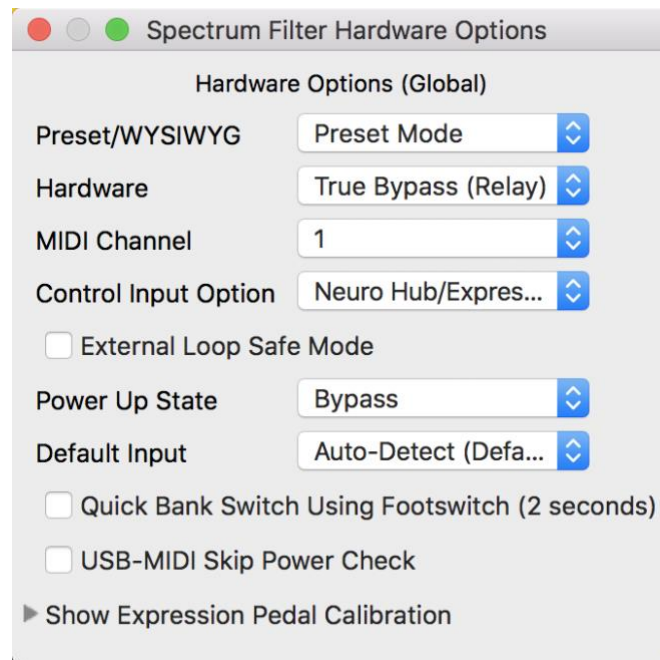 Spectrum Filter Hardware Options
Hardware Options (Global)
Preset/WYSIWYG Preset Mode
Hardware True Bypass (Relay)
MIDI Channel 1
Control Input Option Neuro Hub/Expres...
External Loop Safe Mode
Power Up State Bypass
Default Input Auto-Detect (Defa...
Quick Bank Switch Using Footswitch (2 seconds)
USB-MIDI Skip Power Check
Show Expression Pedal Calibration